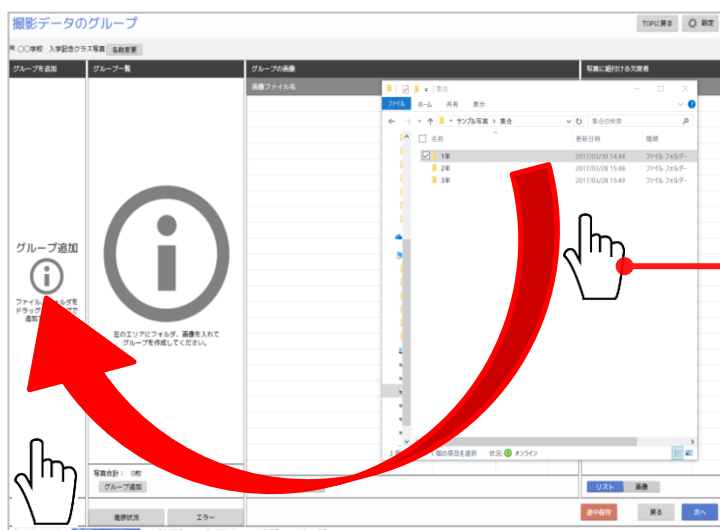 撮影データのグループ
TOPに戻る 設定
〇〇学校 入学記念クラス写真 名称変更
グループを追加 グループ一覧 グループの画像 写真に紐付ける欠席者
画像ファイル名
集合
ファイル ホーム 共有 表示
サンプル写真 › 集合 集合の検索
名前 更新日時 種類
1年 2017/03/30 14:44 ファイル フォルダー
2年 2017/03/28 15:48 ファイル フォルダー
3年 2017/03/28 15:49 ファイル フォルダー
グループ追加
左のエリアにフォルダ、画像を入れて
グループを作成してください。
1 個の項目を選択 状況: オンライン
写真合計: 0枚
グループ追加
リスト 画像
進捗状況 エラー
途中保存 戻る 次へ